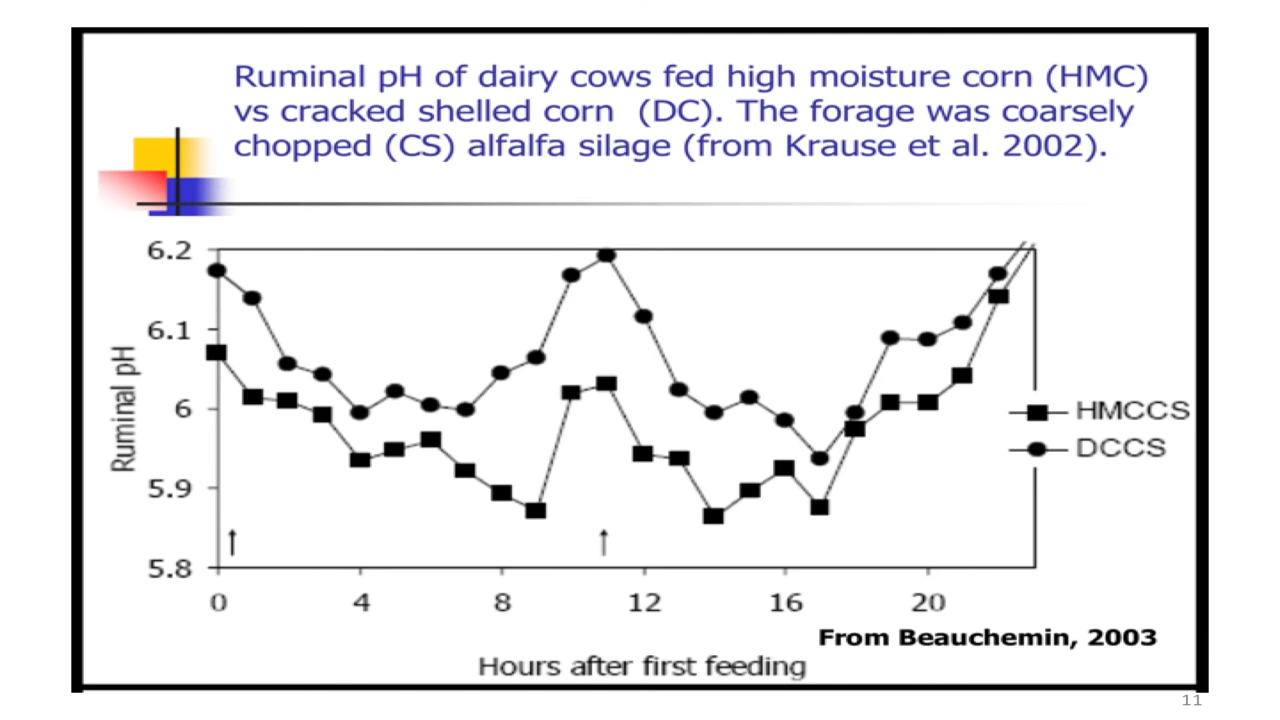 Ruminal pH of dairy cows fed high moisture corn (HMC)
vs cracked shelled corn (DC). The forage was coarsely
chopped (CS) alfalfa silage (from Krause et al. 2002).
6.2
6.1
6
5.9
5.8
Ruminal pH
HMCCS
DCCS
0 4 8 12 16 20
From Beauchemin, 2003
Hours after first feeding
11